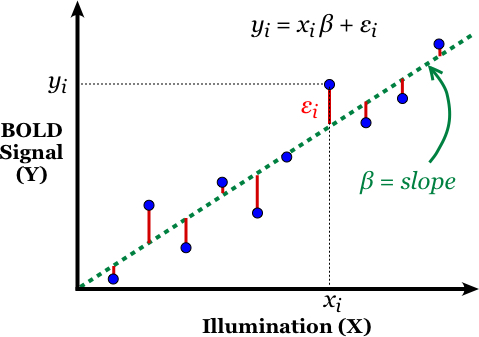 yᵢ = xᵢβ + εᵢ
yᵢ
εᵢ
BOLD
Signal
(Y)
β = slope
xᵢ
Illumination (X)